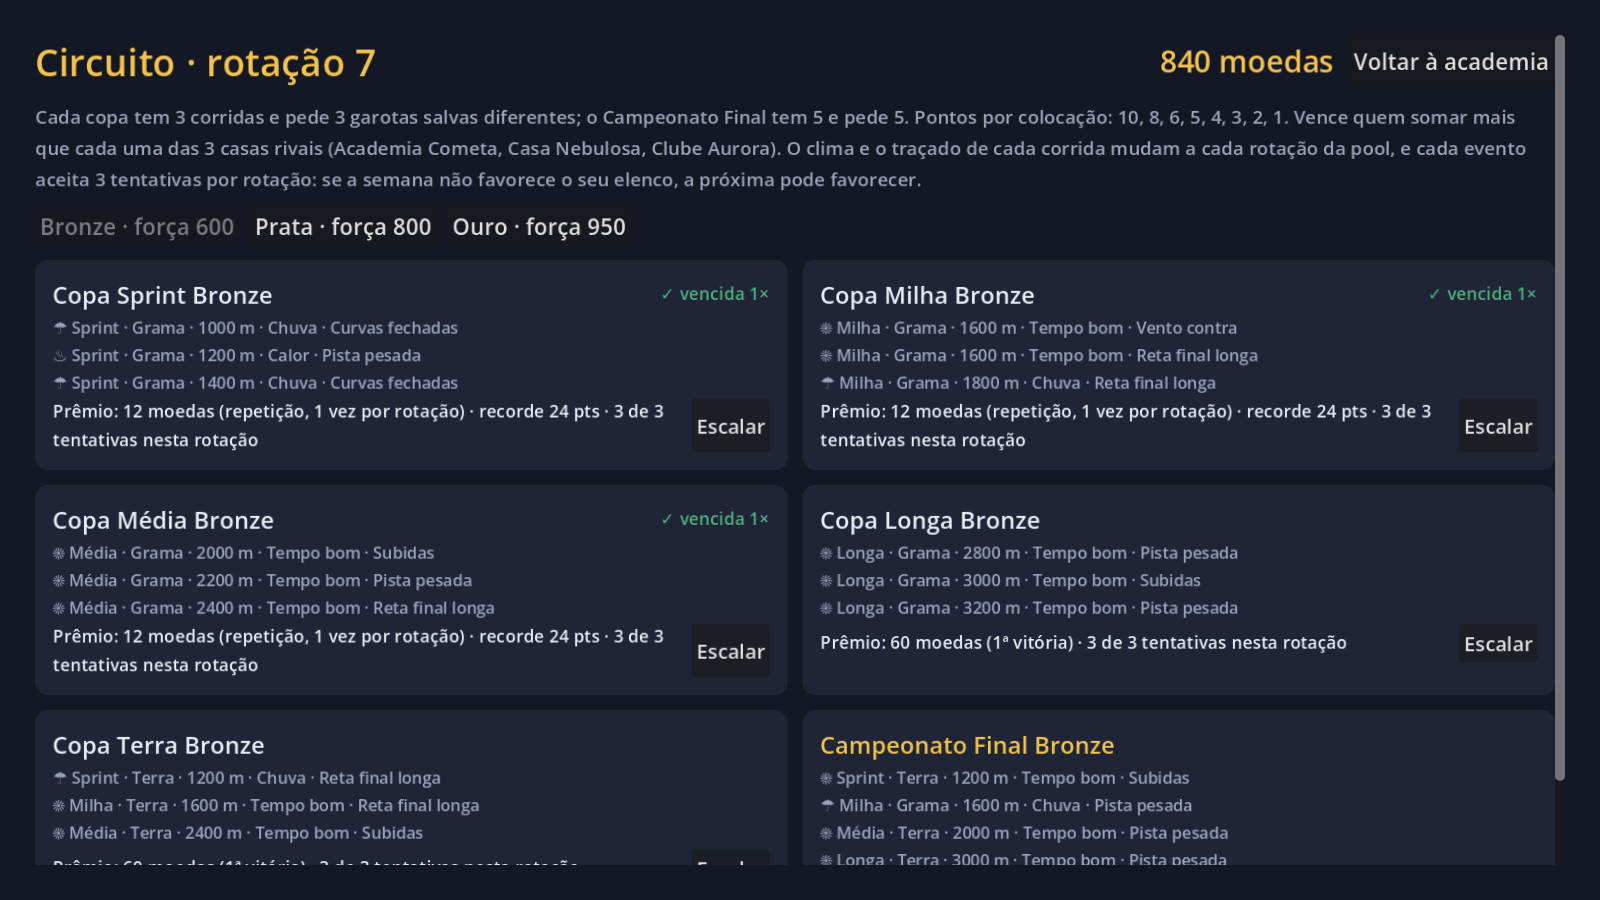 Circuito · rotação 7
840 moedas
Voltar à academia
Cada copa tem 3 corridas e pede 3 garotas salvas diferentes; o Campeonato Final tem 5 e pede 5. Pontos por colocação: 10, 8, 6, 5, 4, 3, 2, 1. Vence quem somar mais
que cada uma das 3 casas rivais (Academia Cometa, Casa Nebulosa, Clube Aurora). O clima e o traçado de cada corrida mudam a cada rotação da pool, e cada evento
aceita 3 tentativas por rotação: se a semana não favorece o seu elenco, a próxima pode favorecer.
Bronze · força 600
Prata · força 800
Ouro · força 950
Copa Sprint Bronze
✓ vencida 1×
☂ Sprint · Grama · 1000 m · Chuva · Curvas fechadas
♨ Sprint · Grama · 1200 m · Calor · Pista pesada
☂ Sprint · Grama · 1400 m · Chuva · Curvas fechadas
Prêmio: 12 moedas (repetição, 1 vez por rotação) · recorde 24 pts · 3 de 3
tentativas nesta rotação
Escalar
Copa Milha Bronze
✓ vencida 1×
☀ Milha · Grama · 1600 m · Tempo bom · Vento contra
☀ Milha · Grama · 1600 m · Tempo bom · Reta final longa
☂ Milha · Grama · 1800 m · Chuva · Reta final longa
Prêmio: 12 moedas (repetição, 1 vez por rotação) · recorde 24 pts · 3 de 3
tentativas nesta rotação
Escalar
Copa Média Bronze
✓ vencida 1×
☀ Média · Grama · 2000 m · Tempo bom · Subidas
☀ Média · Grama · 2200 m · Tempo bom · Pista pesada
☀ Média · Grama · 2400 m · Tempo bom · Reta final longa
Prêmio: 12 moedas (repetição, 1 vez por rotação) · recorde 24 pts · 3 de 3
tentativas nesta rotação
Escalar
Copa Longa Bronze
☀ Longa · Grama · 2800 m · Tempo bom · Pista pesada
☀ Longa · Grama · 3000 m · Tempo bom · Subidas
☀ Longa · Grama · 3200 m · Tempo bom · Pista pesada
Prêmio: 60 moedas (1ª vitória) · 3 de 3 tentativas nesta rotação
Escalar
Copa Terra Bronze
☂ Sprint · Terra · 1200 m · Chuva · Reta final longa
☀ Milha · Terra · 1600 m · Tempo bom · Reta final longa
☀ Média · Terra · 2400 m · Tempo bom · Subidas
Prêmio: 60 moedas (1ª vitória) · 3 de 3 tentativas nesta rotação
Escalar
Campeonato Final Bronze
☀ Sprint · Terra · 1200 m · Tempo bom · Subidas
☂ Milha · Grama · 1600 m · Chuva · Pista pesada
☀ Média · Terra · 2000 m · Tempo bom · Pista pesada
☀ Longa · Terra · 3000 m · Tempo bom · Pista pesada